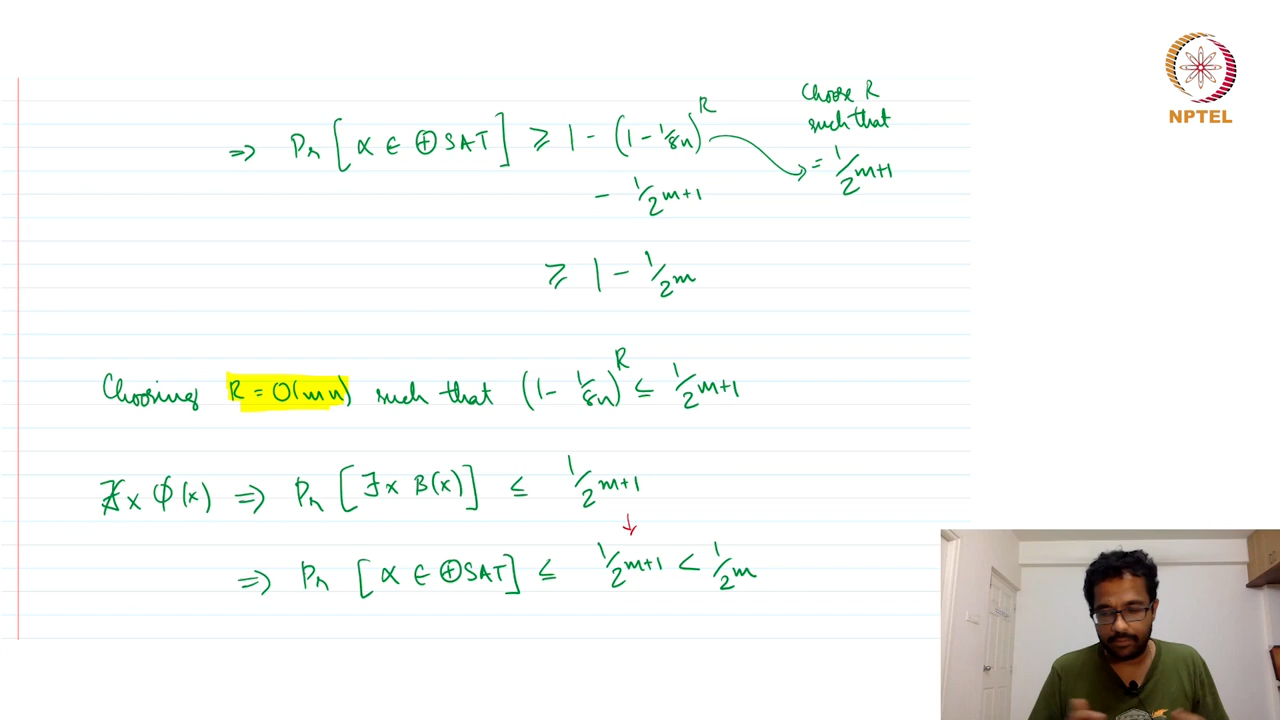 choose R
such that
⇒ Pr[α ∈ ⊕SAT] ≥ 1 - (1 - 1/8n)^R → = 1/2^{m+1}
- 1/2^{m+1}
≥ 1 - 1/2^m
Choosing R = O(mn) such that (1 - 1/8n)^R ≤ 1/2^{m+1}
∄x φ(x) ⇒ Pr[∃x B(x)] ≤ 1/2^{m+1}
↓
⇒ Pr[α ∈ ⊕SAT] ≤ 1/2^{m+1} < 1/2^m
NPTEL